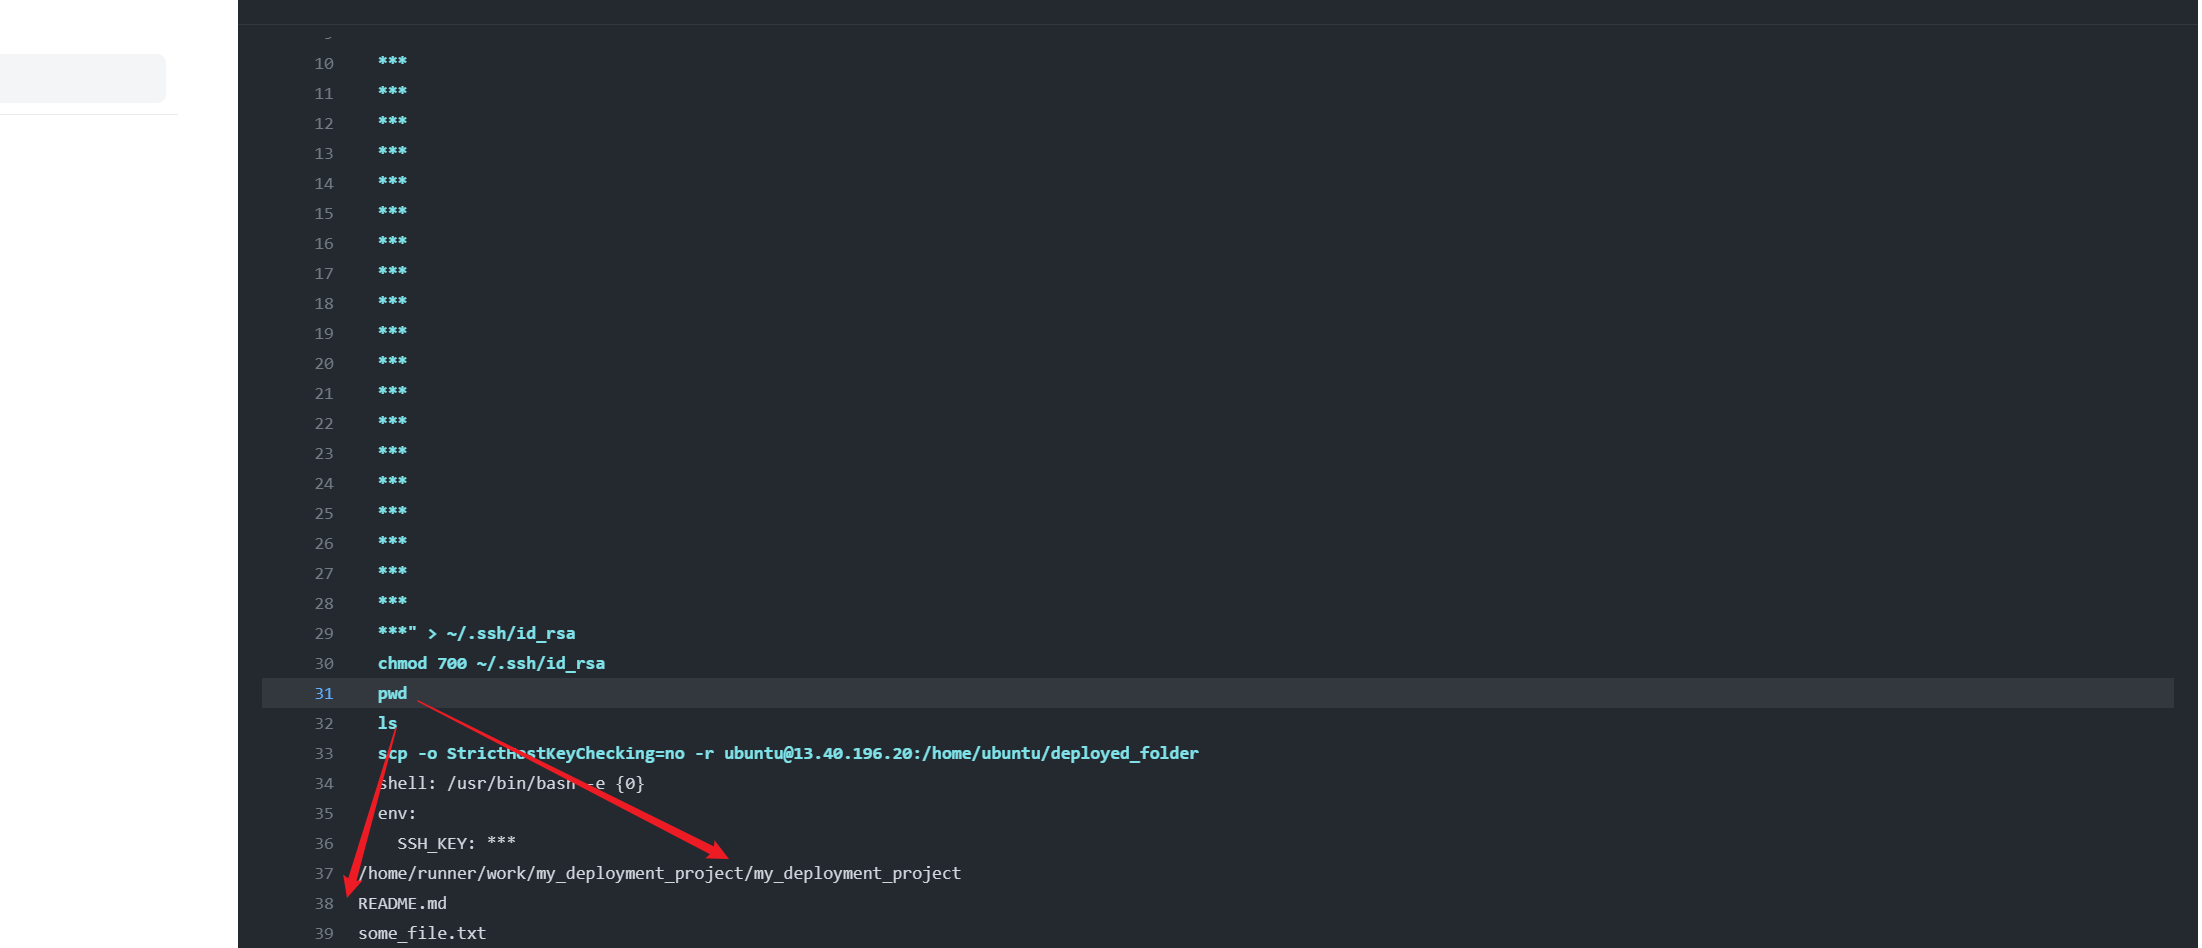 10 ***
11 ***
12 ***
13 ***
14 ***
15 ***
16 ***
17 ***
18 ***
19 ***
20 ***
21 ***
22 ***
23 ***
24 ***
25 ***
26 ***
27 ***
28 ***
29 ***" > ~/.ssh/id_rsa
30 chmod 700 ~/.ssh/id_rsa
31 pwd
32 ls
33 scp -o StrictHostKeyChecking=no -r ubuntu@13.40.196.20:/home/ubuntu/deployed_folder
34 shell: /usr/bin/bash -e {0}
35 env:
36 SSH_KEY: ***
37 /home/runner/work/my_deployment_project/my_deployment_project
38 README.md
39 some_file.txt